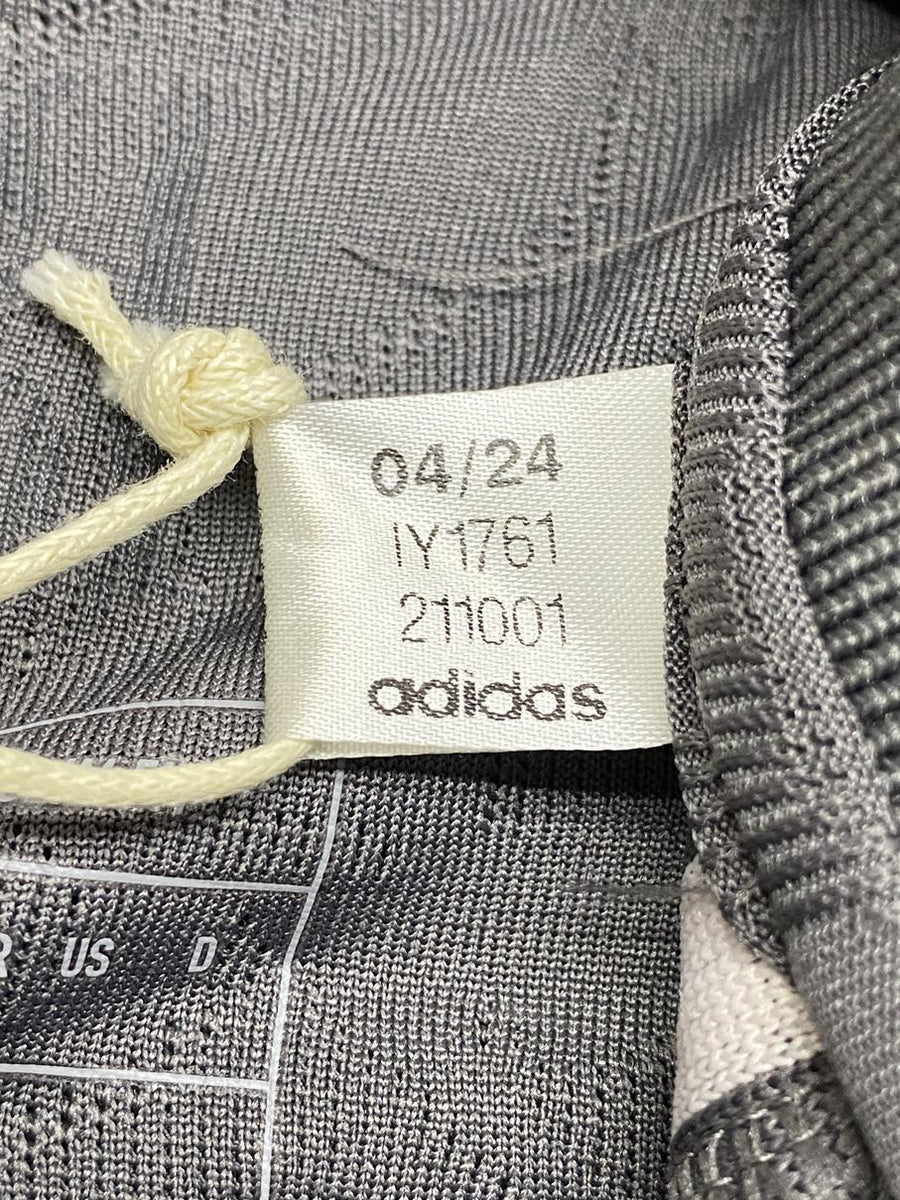 04/24
IY1761
211001
adidas
R US D